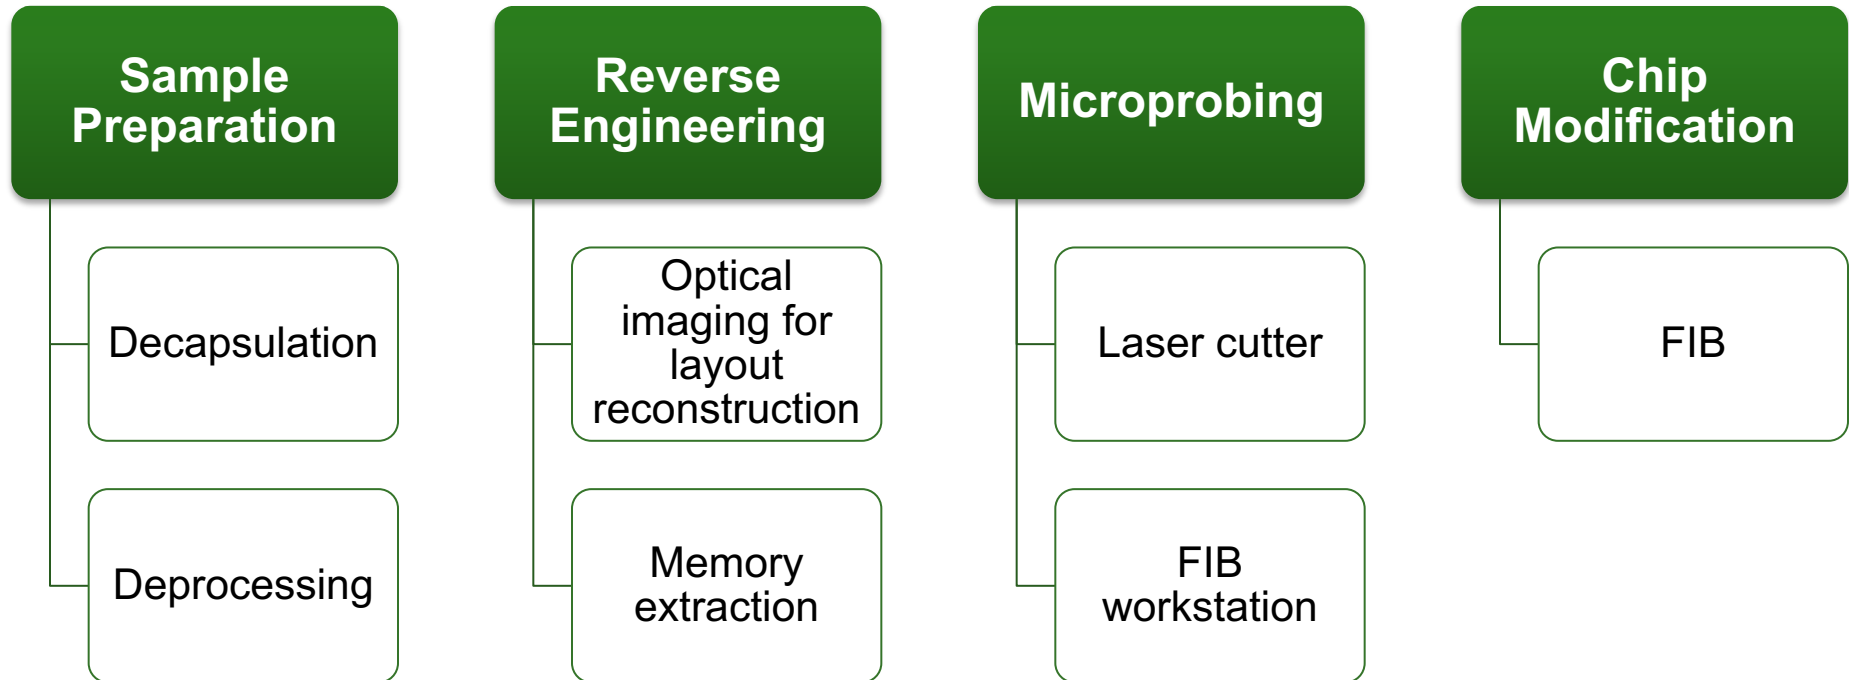 Sample
Preparation
Decapsulation
Deprocessing
Reverse
Engineering
Optical
imaging for
layout
reconstruction
Memory
extraction
Microprobing
Laser cutter
FIB
workstation
Chip
Modification
FIB